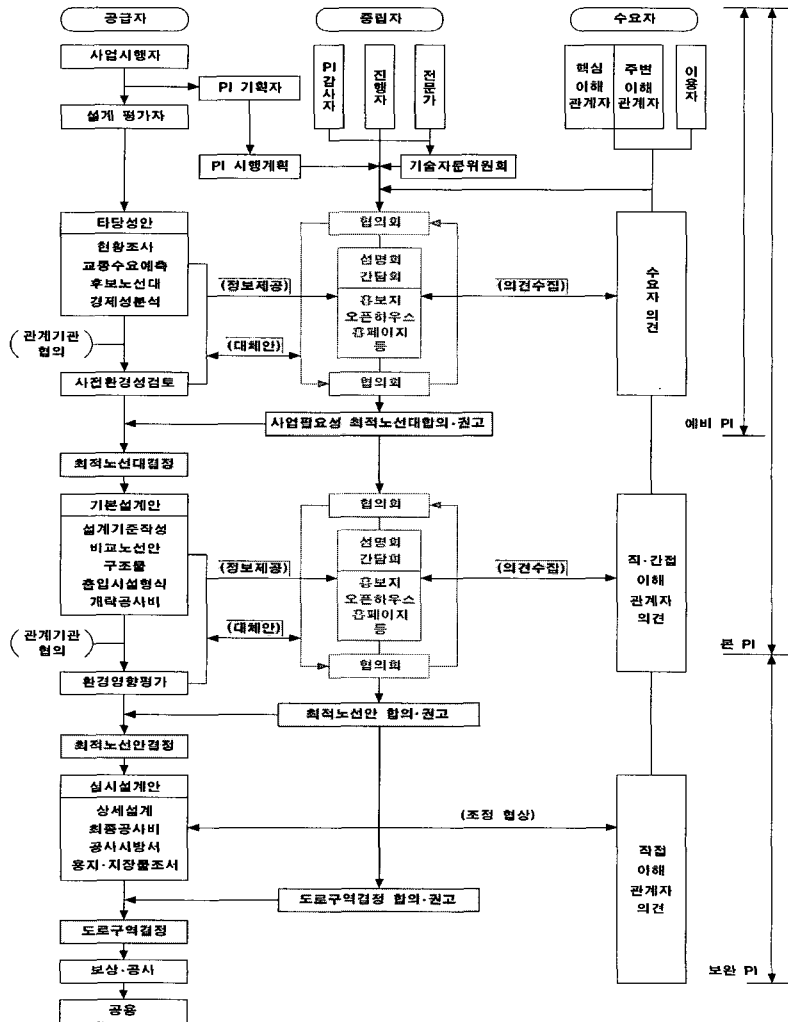 공급자
중립자
수요자
사업시행자
PI 기획자
설계 평가자
PI
감
사
자
진
행
자
전
문
가
핵심
이해
관계자
주변
이해
관계자
이
용
자
PI 시행계획
기술자문위원회
타당성안
현황조사
교통수요예측
후보노선대
경제성분석
(정보제공)
협의회
설명회
간담회
홍보지
오픈하우스
홈페이지
등
협의회
(의견수집)
수
요
자
의
견
(관계기관
협의)
(대체안)
사전환경성검토
사업필요성 최적노선대합의·권고
예비 PI
최적노선대결정
기본설계안
설계기준작성
비교노선안
구조물
출입시설형식
개략공사비
(정보제공)
협의회
설명회
간담회
홍보지
오픈하우스
홈페이지
등
협의회
(의견수집)
직·간접
이해
관계자
의견
(관계기관
협의)
(대체안)
환경영향평가
본 PI
최적노선안 합의·권고
최적노선안결정
실시설계안
상세설계
최종공사비
공사시방서
용지·지장물조서
(조정 협상)
직접
이해
관계자
의견
도로구역결정 합의·권고
도로구역결정
보상·공사
보완 PI
공용